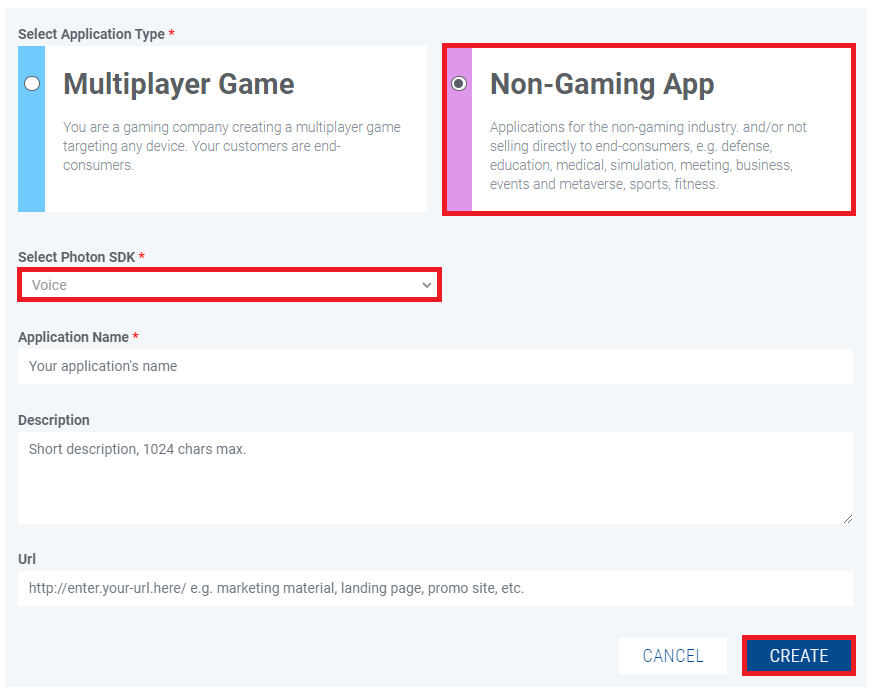 Select Application Type *
Multiplayer Game
You are a gaming company creating a multiplayer game
targeting any device. Your customers are end-
consumers.
Non-Gaming App
Applications for the non-gaming industry. and/or not
selling directly to end-consumers, e.g. defense,
education, medical, simulation, meeting, business,
events and metaverse, sports, fitness.
Select Photon SDK *
Voice
Application Name *
Your application's name
Description
Short description, 1024 chars max.
Url
http://enter.your-url.here/ e.g. marketing material, landing page, promo site, etc.
CANCEL
CREATE